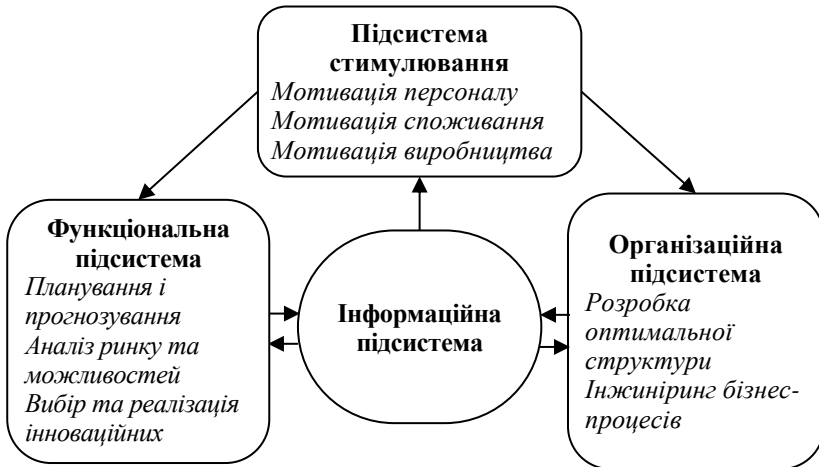 Підсистема
стимулювання
Мотивація персоналу
Мотивація споживання
Мотивація виробництва
Функціональна
підсистема
Планування і
прогнозування
Аналіз ринку та
можливостей
Вибір та реалізація
інноваційних
Інформаційна
підсистема
Організаційна
підсистема
Розробка
оптимальної
структури
Інжиніринг бізнес-
процесів